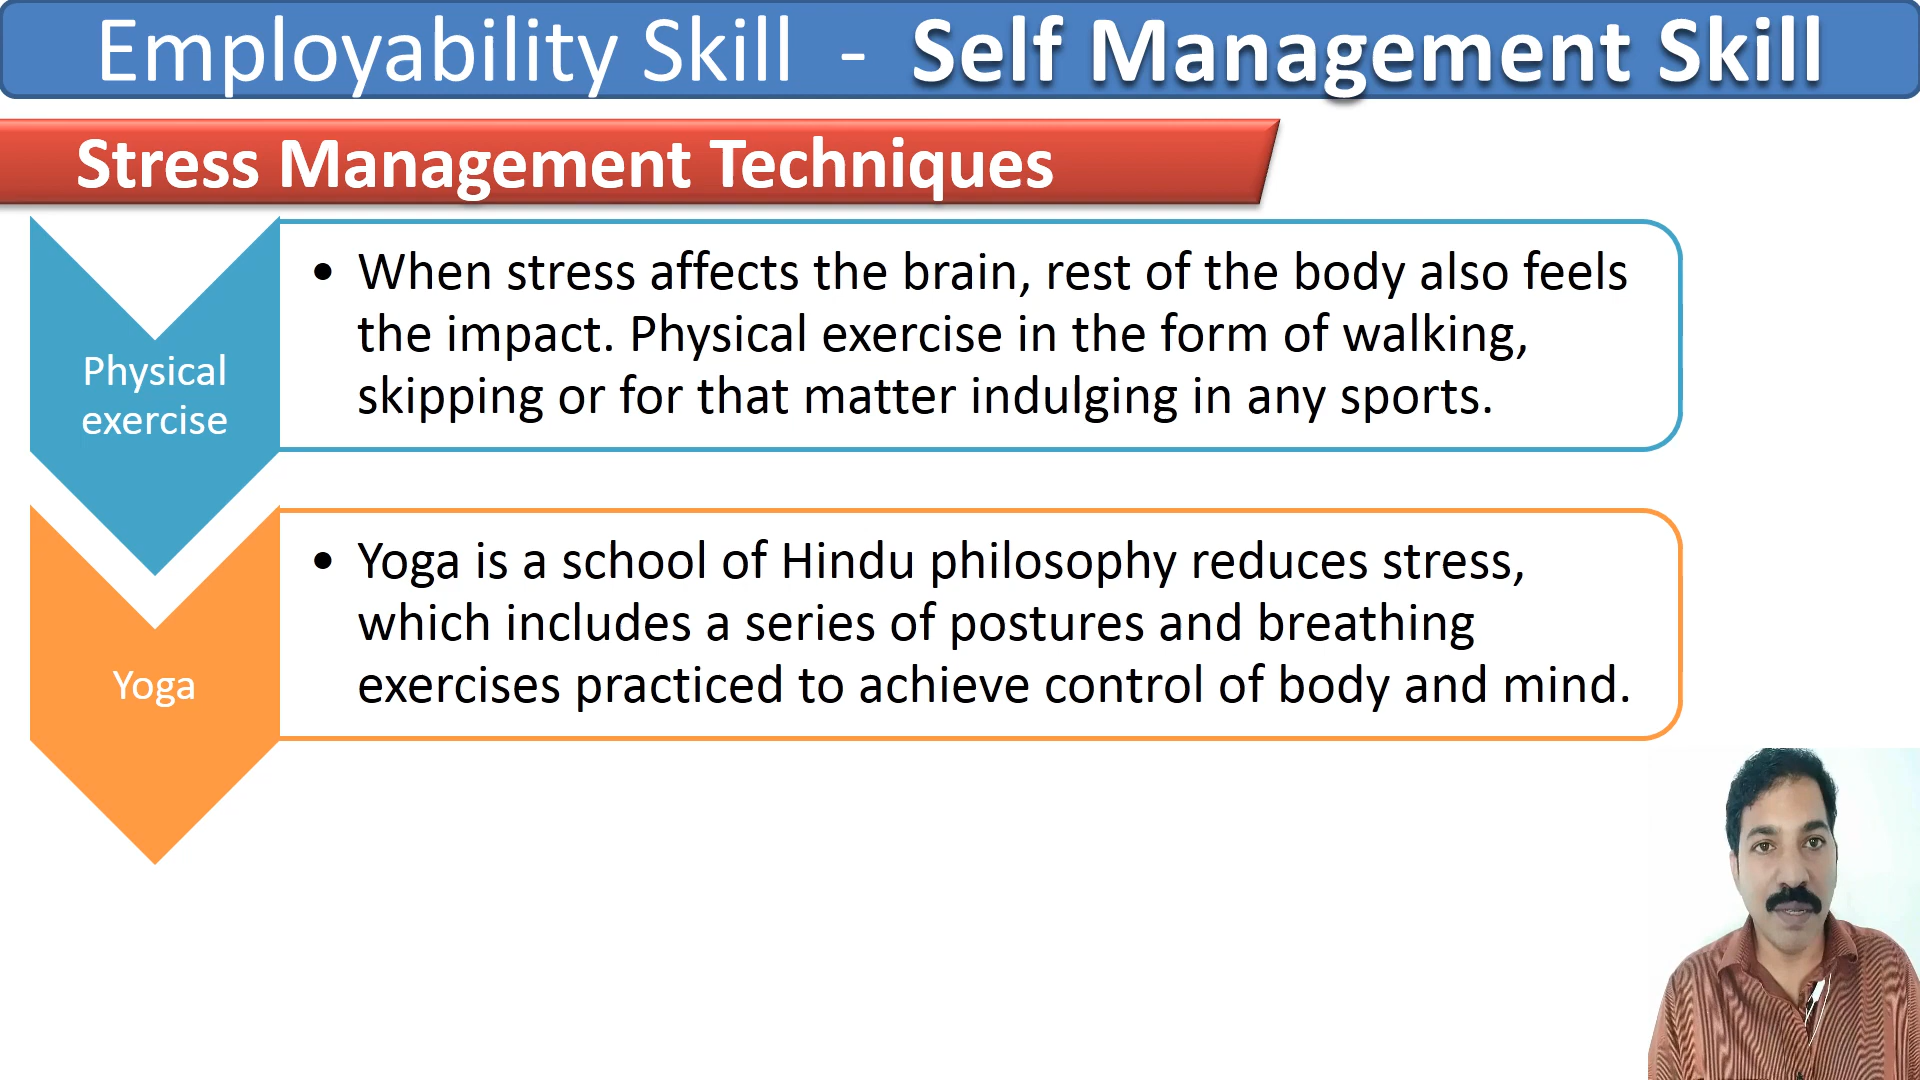 Employability Skill - Self Management Skill
Stress Management Techniques
Physical
exercise
• When stress affects the brain, rest of the body also feels
the impact. Physical exercise in the form of walking,
skipping or for that matter indulging in any sports.
Yoga
• Yoga is a school of Hindu philosophy reduces stress,
which includes a series of postures and breathing
exercises practiced to achieve control of body and mind.